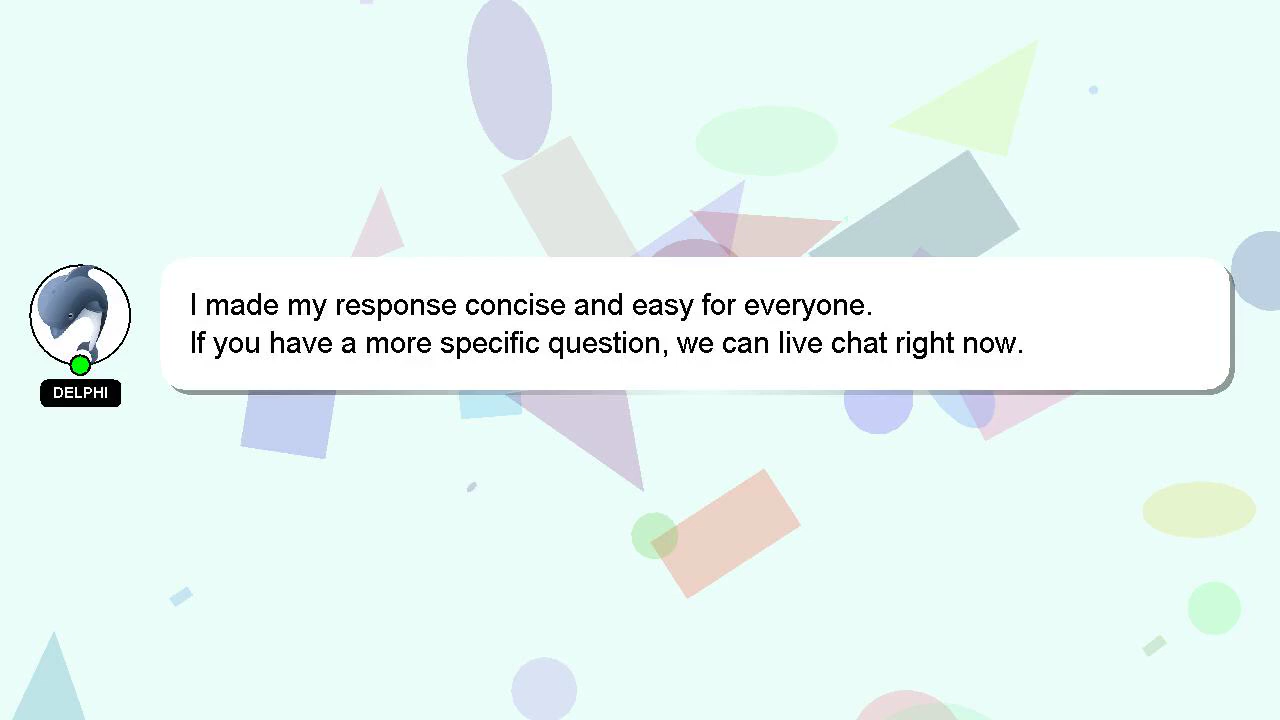 I made my response concise and easy for everyone.
If you have a more specific question, we can live chat right now.
DELPHI